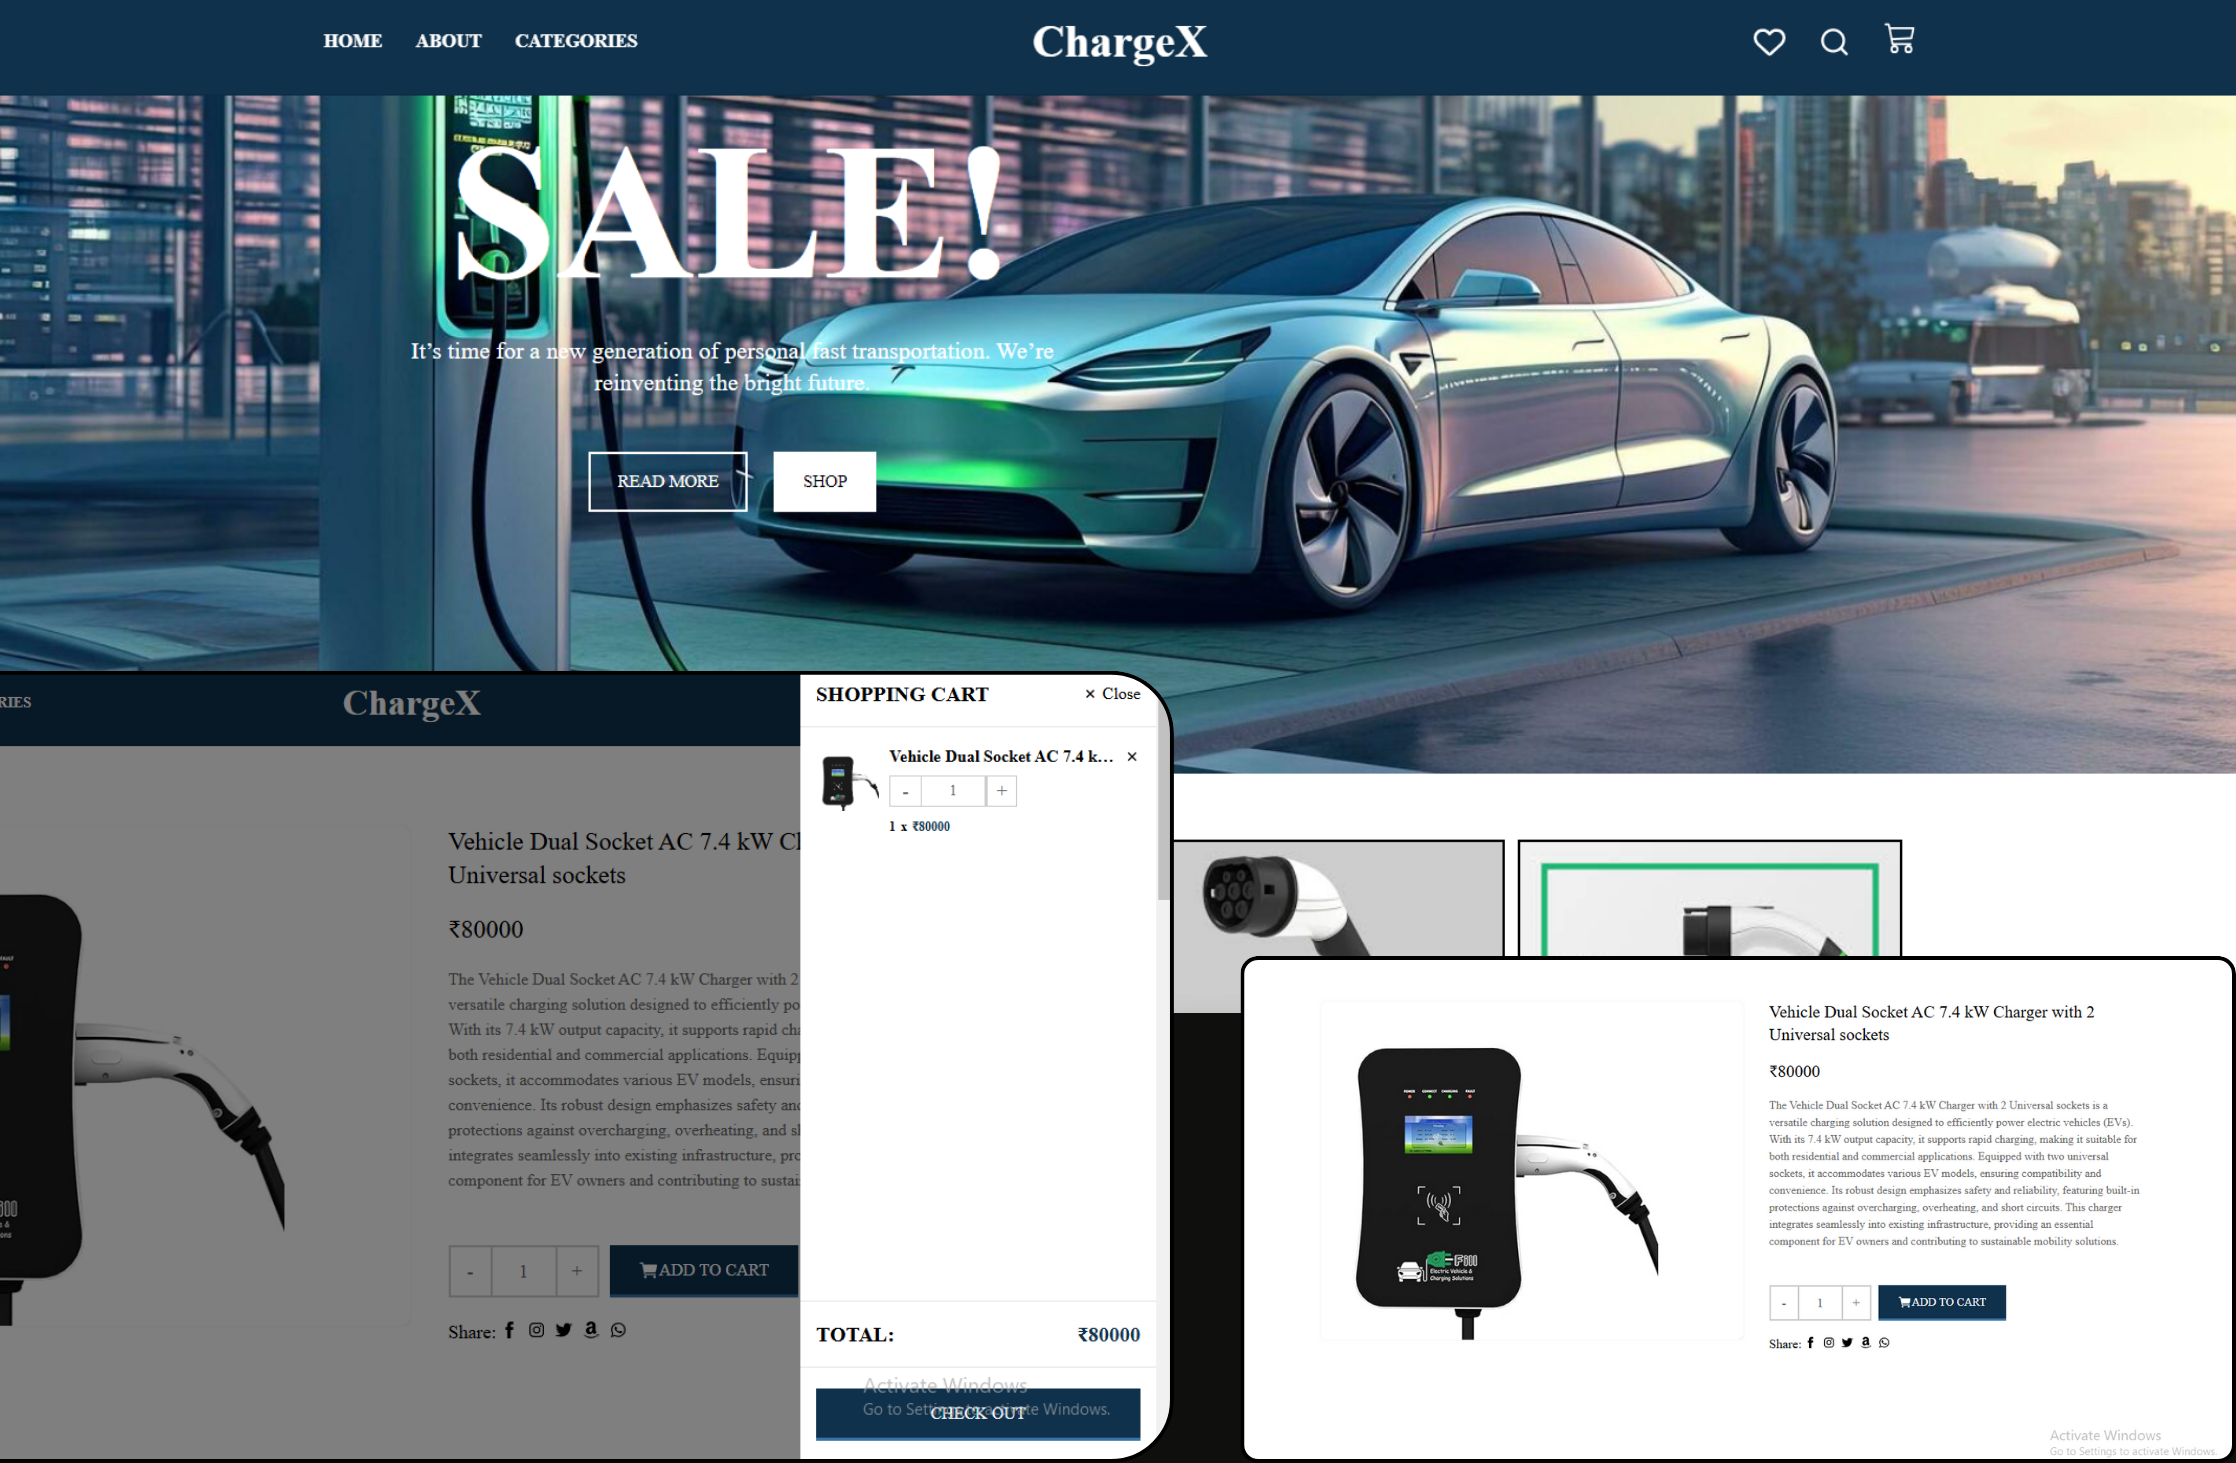 HOME ABOUT CATEGORIES
ChargeX
SALE!
It's time for a new generation of personal fast transportation. We're
reinventing the bright future.
READ MORE
SHOP
RIES
ChargeX
Vehicle Dual Socket AC 7.4 kW Cl
Universal sockets
₹80000
The Vehicle Dual Socket AC 7.4 kW Charger with 2
versatile charging solution designed to efficiently po
With its 7.4 kW output capacity, it supports rapid cha
both residential and commercial applications. Equipp
sockets, it accommodates various EV models, ensuri
convenience. Its robust design emphasizes safety and
protections against overcharging, overheating, and sh
integrates seamlessly into existing infrastructure, pro
component for EV owners and contributing to sustai
- 1 +
ADD TO CART
Share:
SHOPPING CART
× Close
Vehicle Dual Socket AC 7.4 k... ×
- 1 +
1 x ₹80000
TOTAL: ₹80000
CHECK OUT
Activate Windows
Go to Settings to activate Windows.
Vehicle Dual Socket AC 7.4 kW Charger with 2
Universal sockets
₹80000
The Vehicle Dual Socket AC 7.4 kW Charger with 2 Universal sockets is a
versatile charging solution designed to efficiently power electric vehicles (EVs).
With its 7.4 kW output capacity, it supports rapid charging, making it suitable for
both residential and commercial applications. Equipped with two universal
sockets, it accommodates various EV models, ensuring compatibility and
convenience. Its robust design emphasizes safety and reliability, featuring built-in
protections against overcharging, overheating, and short circuits. This charger
integrates seamlessly into existing infrastructure, providing an essential
component for EV owners and contributing to sustainable mobility solutions.
- 1 +
ADD TO CART
Share:
POWER CONNECT CHARGING FAULT
E-Fill
Electric Vehicle &
Charging Solutions
Activate Windows
Go to Settings to activate Windows.